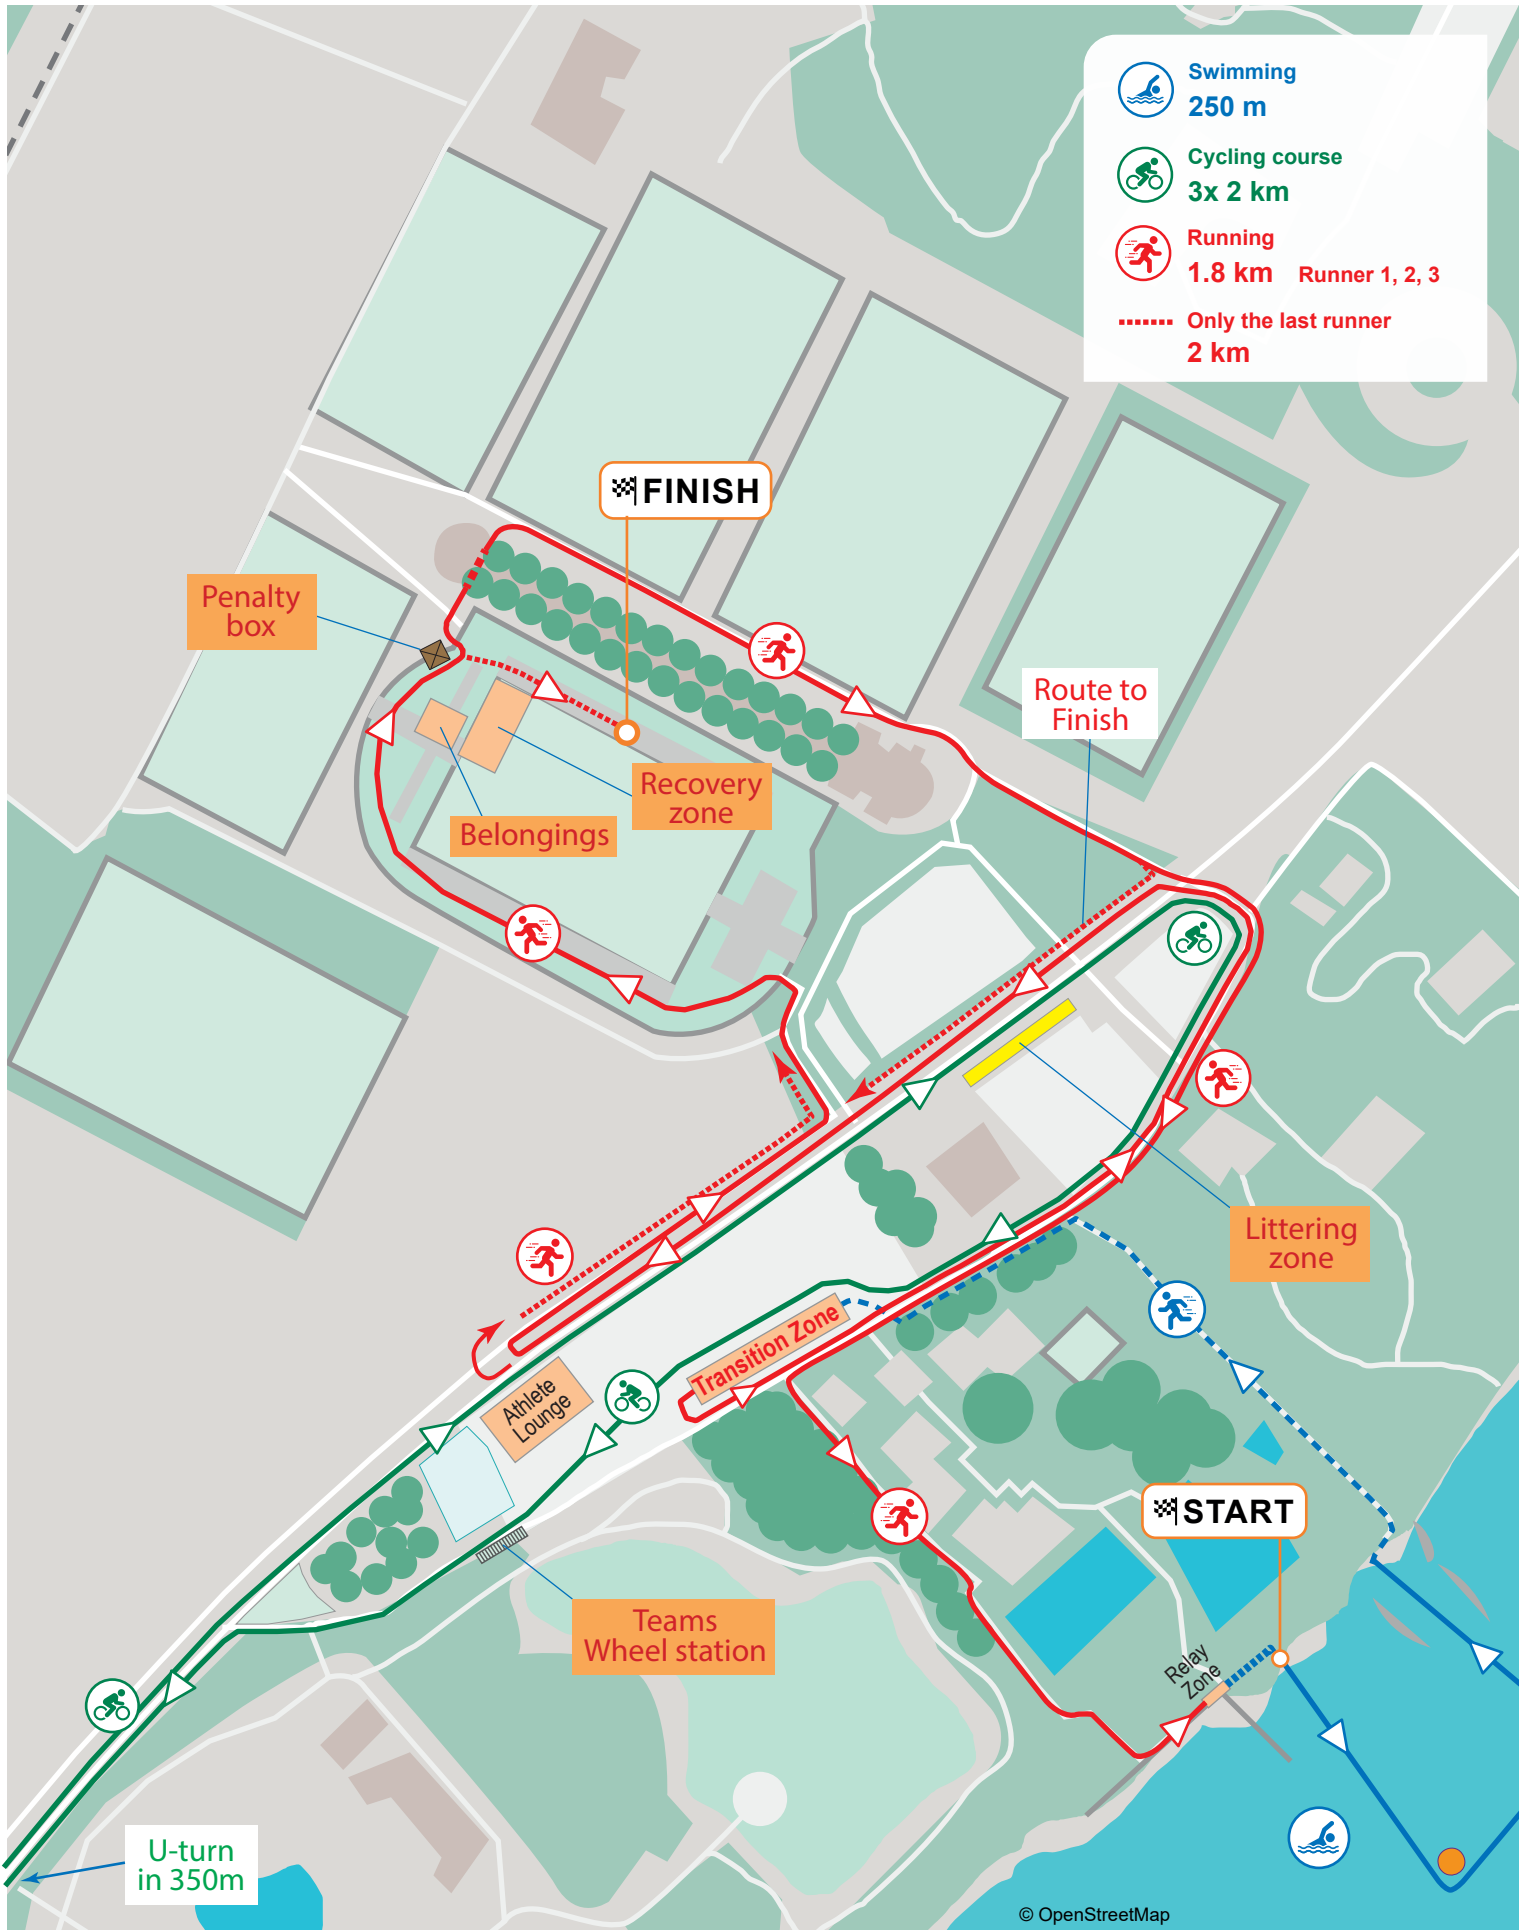 Swimming
250 m
Cycling course
3x 2 km
Running
1.8 km Runner 1, 2, 3
Only the last runner
2 km
FINISH
Penalty
box
Route to
Finish
Recovery
zone
Belongings
Littering
zone
Transition Zone
Athlete
Lounge
START
Teams
Wheel station
Relay
Zone
U-turn
in 350m
© OpenStreetMap